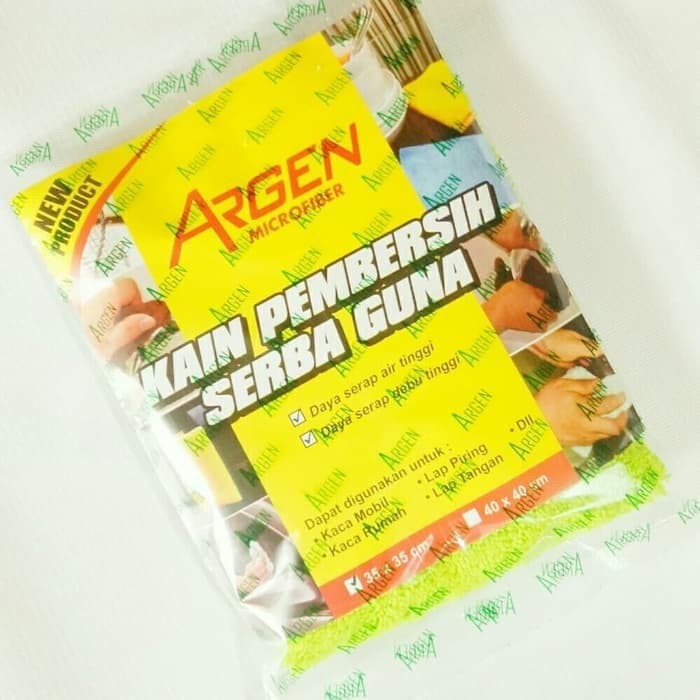 NEW
PRODUCT
ARGEN
MICROFIBER
KAIN PEMBERSIH
SERBA GUNA
Daya serap air tinggi
Daya serap debu tinggi
Dapat digunakan untuk :
• Kaca Mobil • Lap Piring • Dll
• Kaca Rumah • Lap Tangan
35 x 35 cm 40 x 40 cm
ARGEN